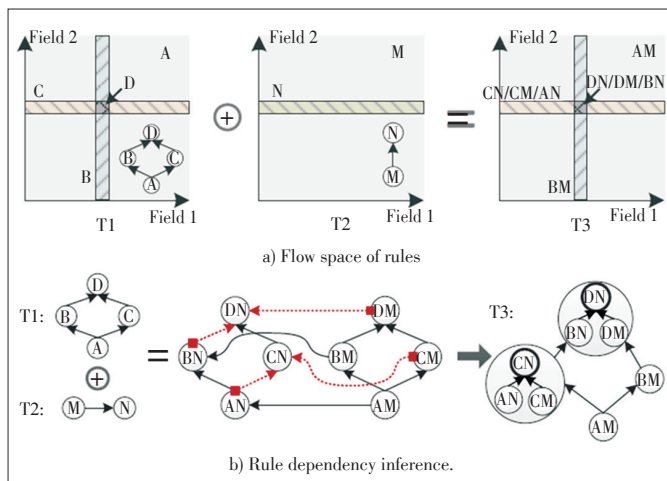 Field 2
A
C
D
B
D
B
C
A
Field 1
T1
+
Field 2
M
N
N
M
Field 1
T2
=
Field 2
AM
CN/CM/AN
DN/DM/BN
BM
Field 1
T3
a) Flow space of rules
T1:
D
B
C
A
+
T2:
M
N
=
DN
DM
BN
CN
BM
CM
AN
AM
T3:
DN
BN
DM
CN
AN
CM
BM
AM
b) Rule dependency inference.